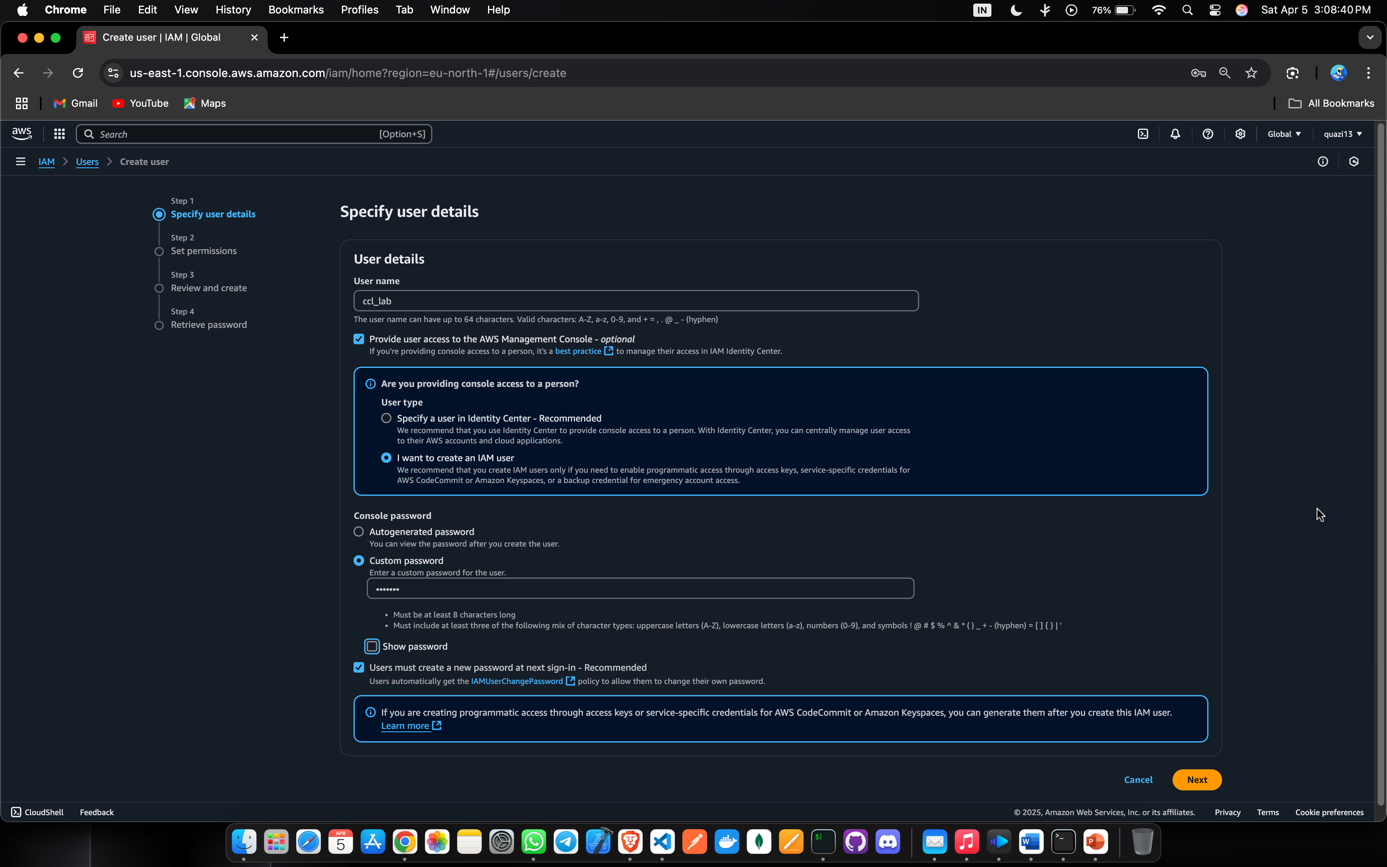 Chrome File Edit View History Bookmarks Profiles Tab Window Help IN 76% Sat Apr 5 3:08:40 PM
Create user | IAM | Global
us-east-1.console.aws.amazon.com/iam/home?region=eu-north-1#/users/create
Gmail YouTube Maps All Bookmarks
aws Search [Option+S] Global quazi13
IAM Users Create user
Step 1
Specify user details
Step 2
Set permissions
Step 3
Review and create
Step 4
Retrieve password
Specify user details
User details
User name
ccl_lab
The user name can have up to 64 characters. Valid characters: A-Z, a-z, 0-9, and + = , . @ _ - (hyphen)
Provide user access to the AWS Management Console - optional
If you're providing console access to a person, it's a best practice to manage their access in IAM Identity Center.
Are you providing console access to a person?
User type
Specify a user in Identity Center - Recommended
We recommend that you use Identity Center to provide console access to a person. With Identity Center, you can centrally manage user access
to their AWS accounts and cloud applications.
I want to create an IAM user
We recommend that you create IAM users only if you need to enable programmatic access through access keys, service-specific credentials for
AWS CodeCommit or Amazon Keyspaces, or a backup credential for emergency account access.
Console password
Autogenerated password
You can view the password after you create the user.
Custom password
Enter a custom password for the user.
•••••••
• Must be at least 8 characters long
• Must include at least three of the following mix of character types: uppercase letters (A-Z), lowercase letters (a-z), numbers (0-9), and symbols ! @ # $ % ^ & * ( ) _ + - (hyphen) = [ ] { } | '
Show password
Users must create a new password at next sign-in - Recommended
Users automatically get the IAMUserChangePassword policy to allow them to change their own password.
If you are creating programmatic access through access keys or service-specific credentials for AWS CodeCommit or Amazon Keyspaces, you can generate them after you create this IAM user.
Learn more
Cancel Next
CloudShell Feedback © 2025, Amazon Web Services, Inc. or its affiliates. Privacy Terms Cookie preferences
APR
5